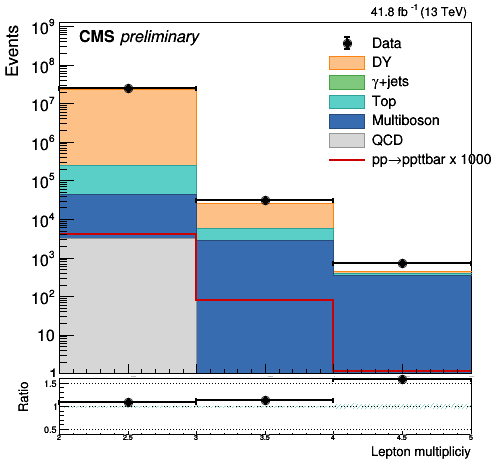 41.8 fb⁻¹ (13 TeV)
CMS preliminary
Events
10⁹
10⁸
10⁷
10⁶
10⁵
10⁴
10³
10²
10
1
Data
DY
γ+jets
Top
Multiboson
QCD
pp→ppttbar x 1000
Ratio
1.5
1
0.5
2 2.5 3 3.5 4 4.5 5
Lepton multipliciy